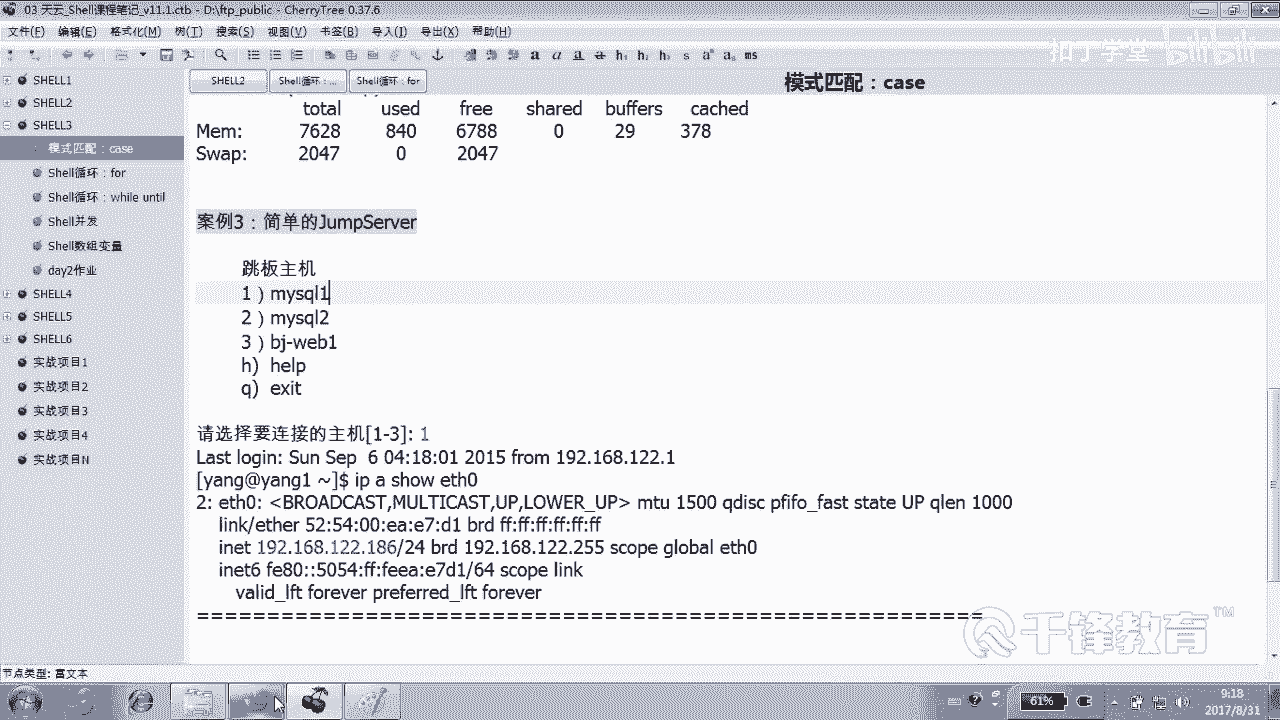 03 天云_Shell课程笔记_v11.1.ctb - D:\ftp_public - CherryTree 0.37.6
文件(F) 编辑(E) 格式化(M) 树(T) 搜索(S) 视图(V) 书签(B) 导入(I) 导出(X) 帮助(H)
扣丁学堂 bilibili
SHELL1
SHELL2
SHELL3
模式匹配：case
Shell循环：for
Shell循环：while until
Shell并发
Shell数组变量
day2作业
SHELL4
SHELL5
SHELL6
实战项目1
实战项目2
实战项目3
实战项目4
实战项目N
SHELL2 Shell循环：... Shell循环：for
模式匹配：case
total used free shared buffers cached
Mem: 7628 840 6788 0 29 378
Swap: 2047 0 2047
案例3：简单的JumpServer
跳板主机
1）mysql1
2）mysql2
3）bj-web1
h) help
q) exit
请选择要连接的主机[1-3]: 1
Last login: Sun Sep 6 04:18:01 2015 from 192.168.122.1
[yang@yang1 ~]$ ip a show eth0
2: eth0: <BROADCAST,MULTICAST,UP,LOWER_UP> mtu 1500 qdisc pfifo_fast state UP qlen 1000
link/ether 52:54:00:ea:e7:d1 brd ff:ff:ff:ff:ff:ff
inet 192.168.122.186/24 brd 192.168.122.255 scope global eth0
inet6 fe80::5054:ff:feea:e7d1/64 scope link
valid_lft forever preferred_lft forever
=======================================================
千锋教育™
节点类型: 富文本
61%
9:18
2017/8/31